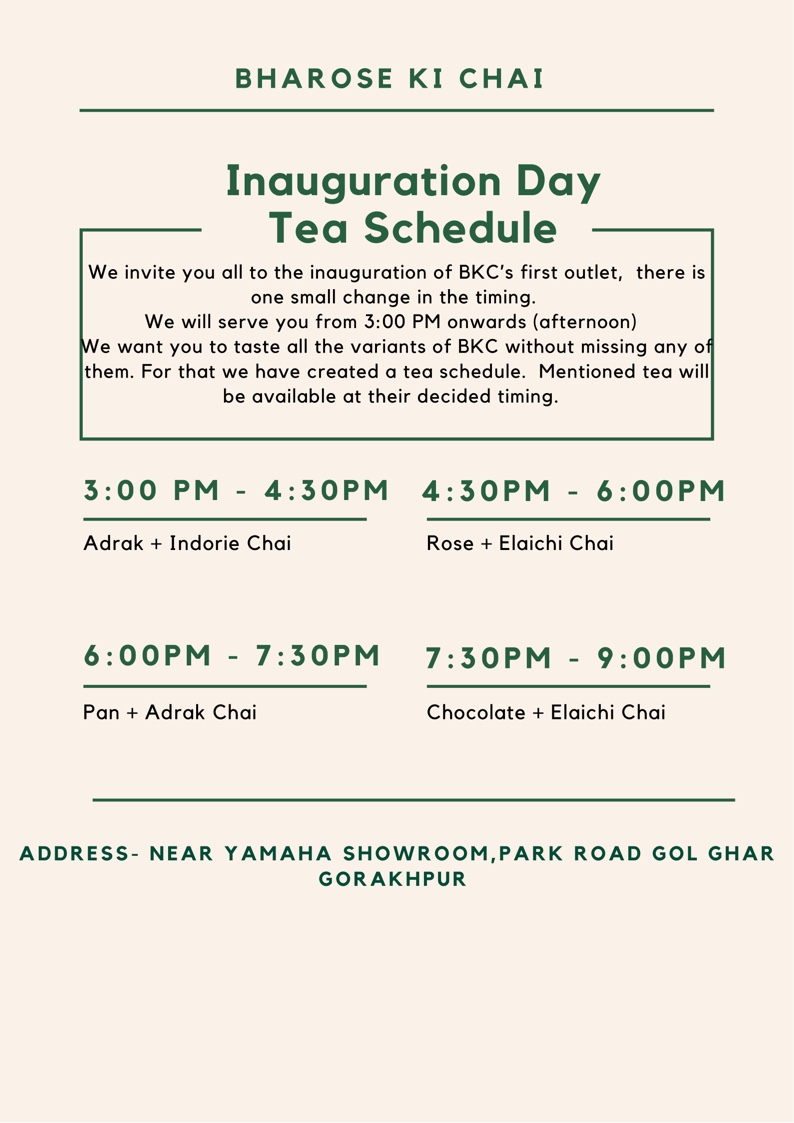 BHAROSE KI CHAI
Inauguration Day
Tea Schedule
We invite you all to the inauguration of BKC's first outlet,  there is
one small change in the timing.
We will serve you from 3:00 PM onwards (afternoon)
We want you to taste all the variants of BKC without missing any of
them. For that we have created a tea schedule.  Mentioned tea will
be available at their decided timing.
3:00 PM - 4:30PM
Adrak + Indorie Chai
4:30PM - 6:00PM
Rose + Elaichi Chai
6:00PM - 7:30PM
Pan + Adrak Chai
7:30PM - 9:00PM
Chocolate + Elaichi Chai
ADDRESS- NEAR YAMAHA SHOWROOM,PARK ROAD GOL GHAR
GORAKHPUR